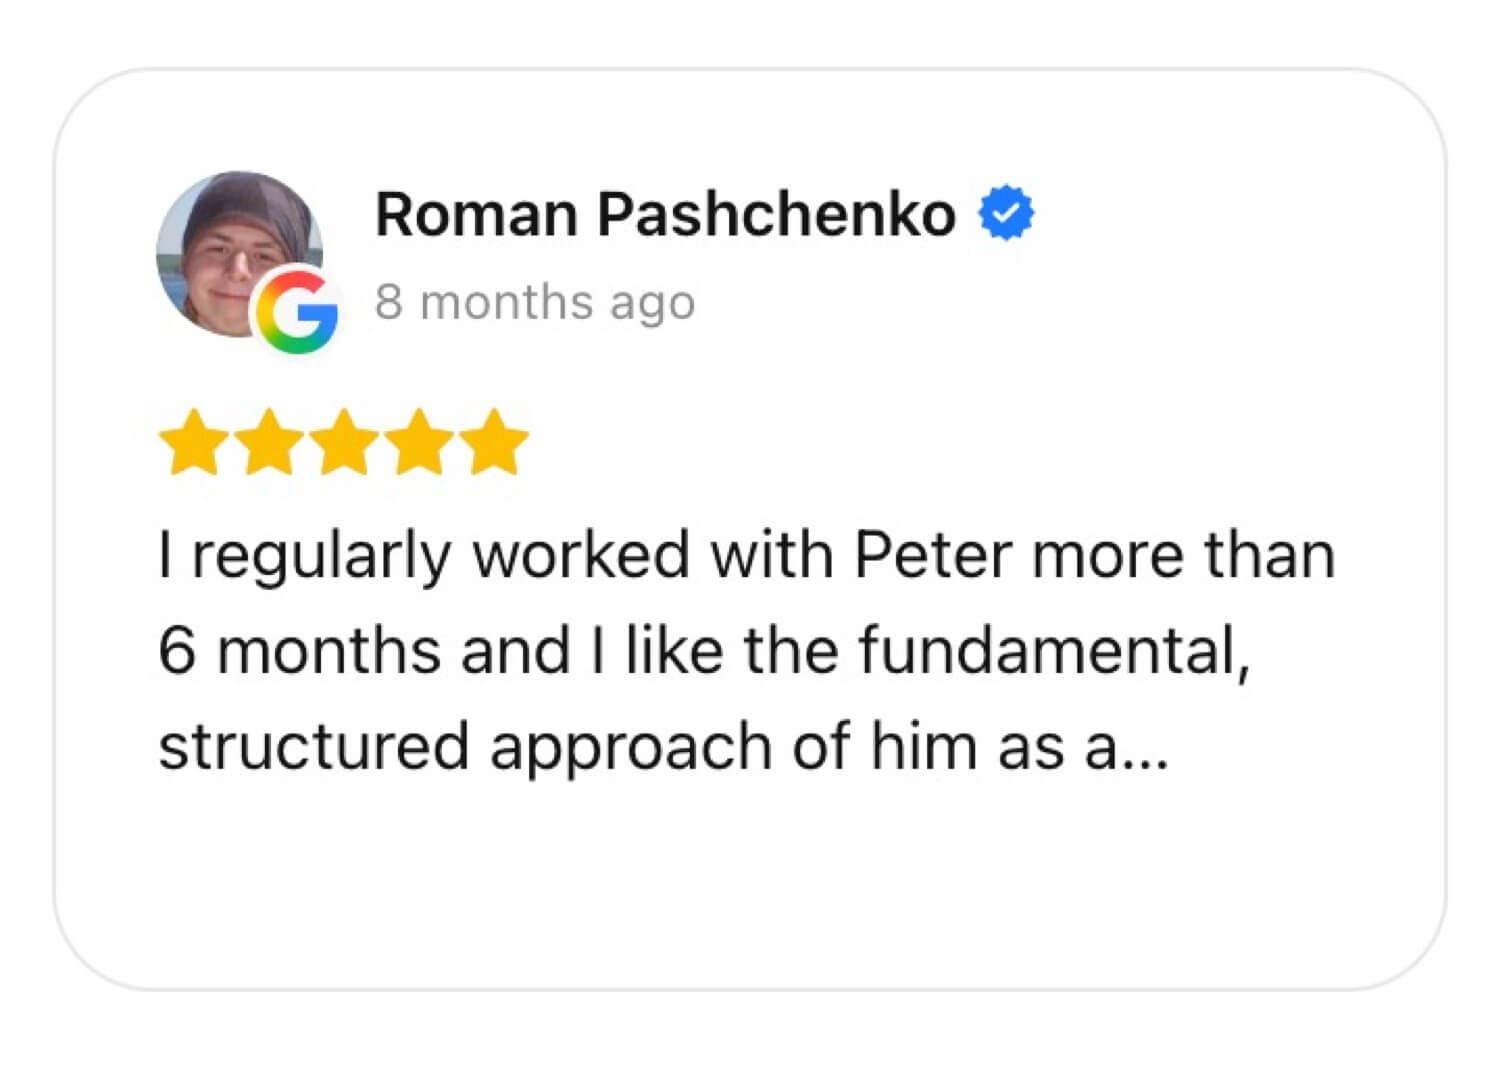 Roman Pashchenko
8 months ago
I regularly worked with Peter more than
6 months and I like the fundamental,
structured approach of him as a...